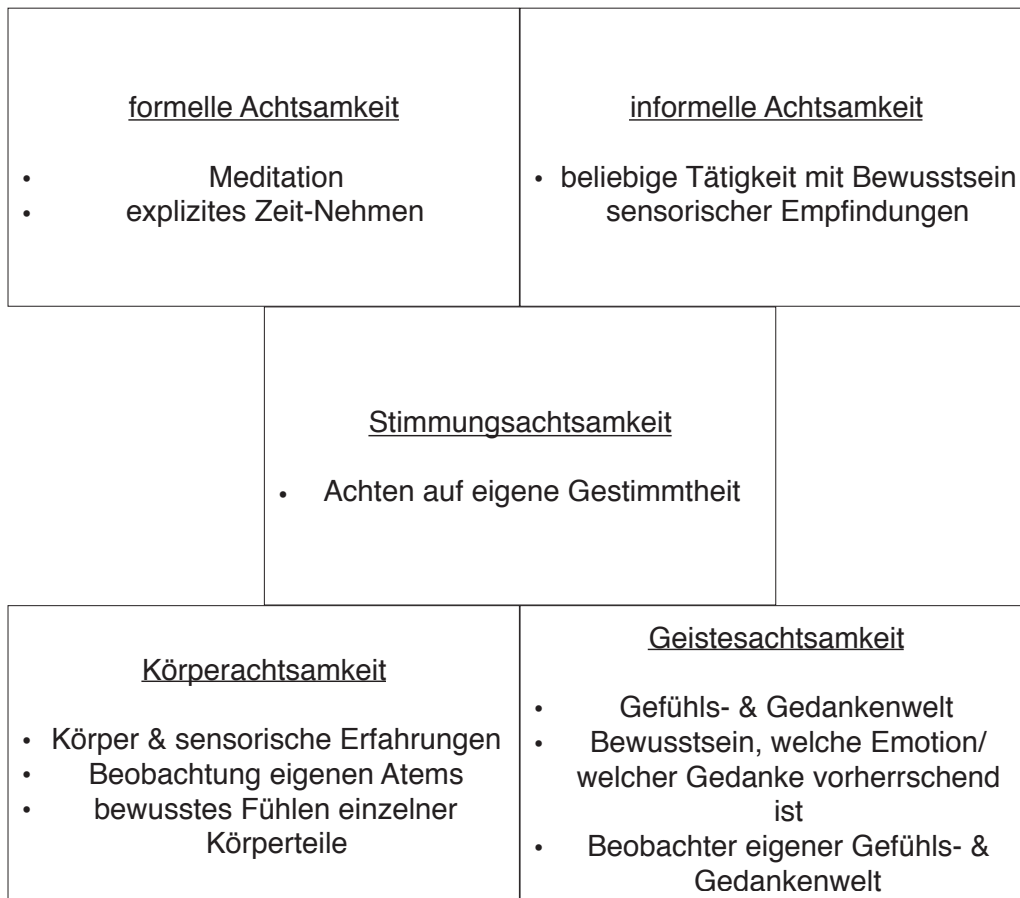 formelle Achtsamkeit
• Meditation
• explizites Zeit-Nehmen
informelle Achtsamkeit
• beliebige Tätigkeit mit Bewusstsein
sensorischer Empfindungen
Stimmungsachtsamkeit
• Achten auf eigene Gestimmtheit
Körperachtsamkeit
• Körper & sensorische Erfahrungen
• Beobachtung eigenen Atems
• bewusstes Fühlen einzelner
Körperteile
Geistesachtsamkeit
• Gefühls- & Gedankenwelt
• Bewusstsein, welche Emotion/
welcher Gedanke vorherrschend
ist
• Beobachter eigener Gefühls- &
Gedankenwelt